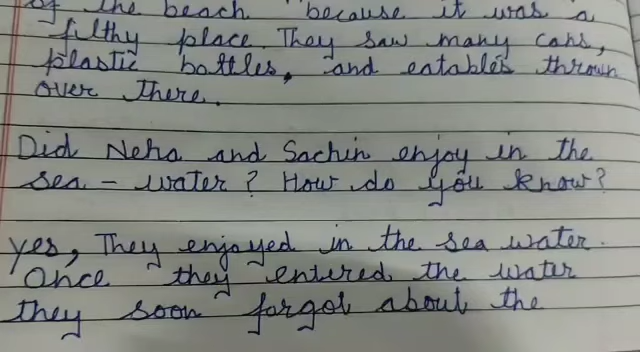 of the beach because it was a
filthy place. They saw many cans,
plastic bottles, and eatables thrown
over there.
Did Neha and Sachin enjoy in the
sea - water? How do you know?
yes, They enjoyed in the sea water.
Once they entered the water
they soon forgot about the